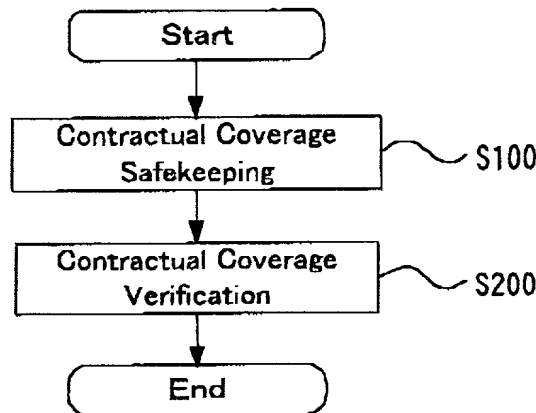 Start
Contractual Coverage
Safekeeping
S100
Contractual Coverage
Verification
S200
End